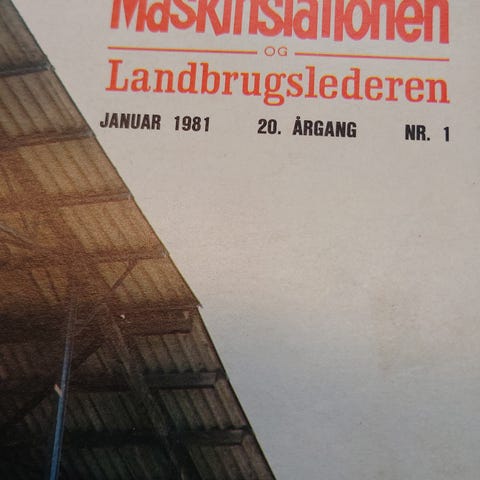 Maskinstationen
OG
Landbrugslederen
JANUAR 1981 20. ÅRGANG NR. 1